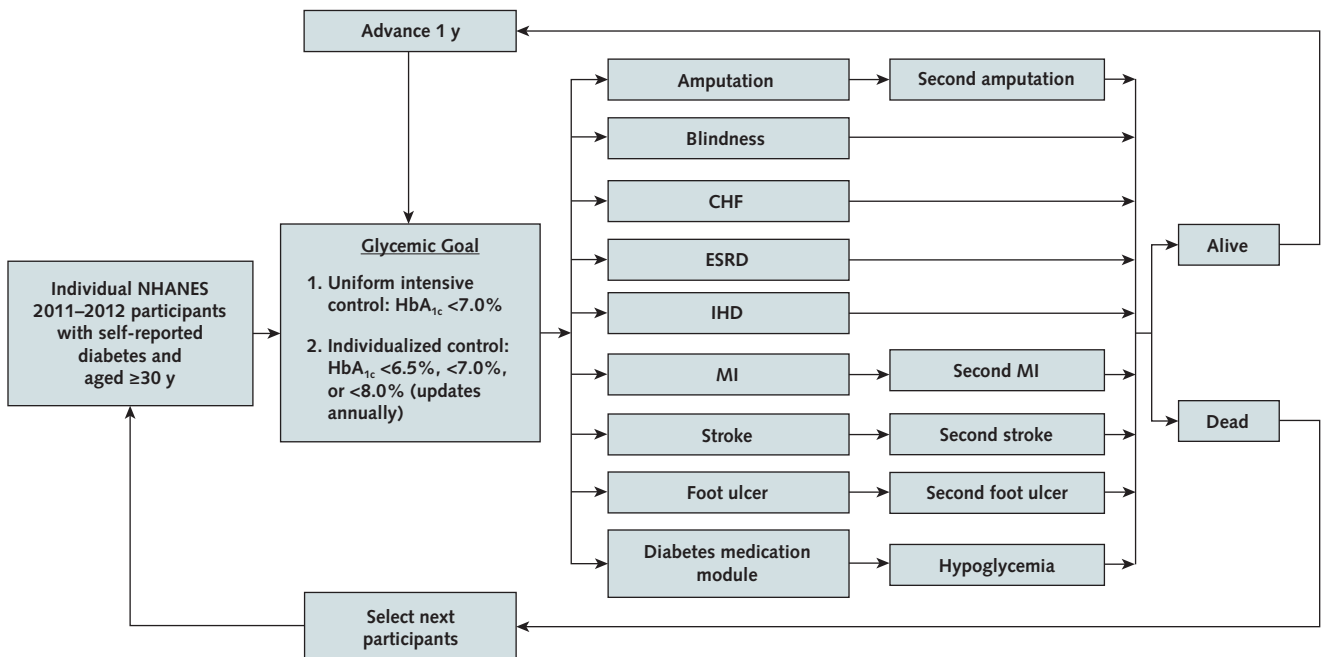 Advance 1 y
Individual NHANES
2011–2012 participants
with self-reported
diabetes and
aged ≥30 y
Glycemic Goal
1. Uniform intensive
control: HbA1c <7.0%
2. Individualized control:
HbA1c <6.5%, <7.0%,
or <8.0% (updates
annually)
Amputation
Second amputation
Blindness
CHF
ESRD
IHD
MI
Second MI
Stroke
Second stroke
Foot ulcer
Second foot ulcer
Diabetes medication
module
Hypoglycemia
Alive
Dead
Select next
participants